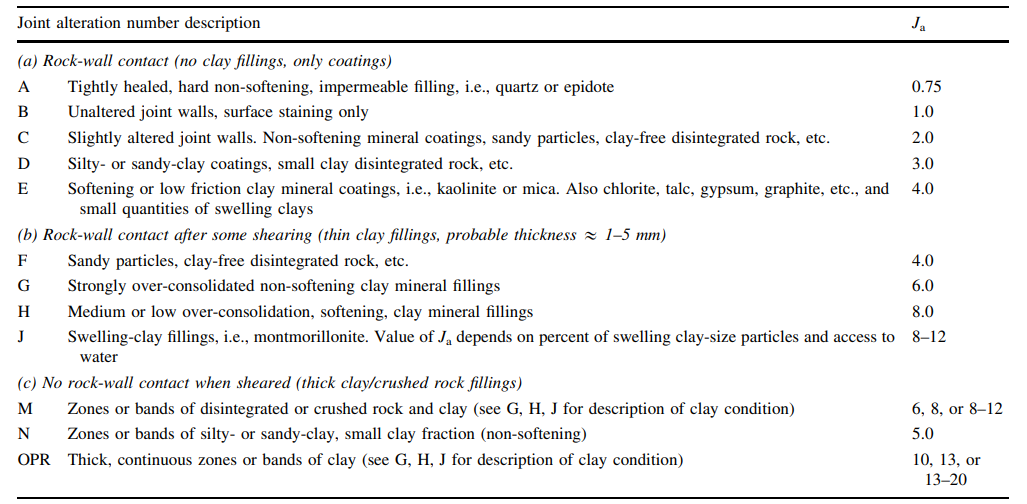 Joint alteration number description Ja
(a) Rock-wall contact (no clay fillings, only coatings)
A Tightly healed, hard non-softening, impermeable filling, i.e., quartz or epidote 0.75
B Unaltered joint walls, surface staining only 1.0
C Slightly altered joint walls. Non-softening mineral coatings, sandy particles, clay-free disintegrated rock, etc. 2.0
D Silty- or sandy-clay coatings, small clay disintegrated rock, etc. 3.0
E Softening or low friction clay mineral coatings, i.e., kaolinite or mica. Also chlorite, talc, gypsum, graphite, etc., and 4.0
small quantities of swelling clays
(b) Rock-wall contact after some shearing (thin clay fillings, probable thickness ≈ 1–5 mm)
F Sandy particles, clay-free disintegrated rock, etc. 4.0
G Strongly over-consolidated non-softening clay mineral fillings 6.0
H Medium or low over-consolidation, softening, clay mineral fillings 8.0
J Swelling-clay fillings, i.e., montmorillonite. Value of Ja depends on percent of swelling clay-size particles and access to 8–12
water
(c) No rock-wall contact when sheared (thick clay/crushed rock fillings)
M Zones or bands of disintegrated or crushed rock and clay (see G, H, J for description of clay condition) 6, 8, or 8–12
N Zones or bands of silty- or sandy-clay, small clay fraction (non-softening) 5.0
OPR Thick, continuous zones or bands of clay (see G, H, J for description of clay condition) 10, 13, or
13–20